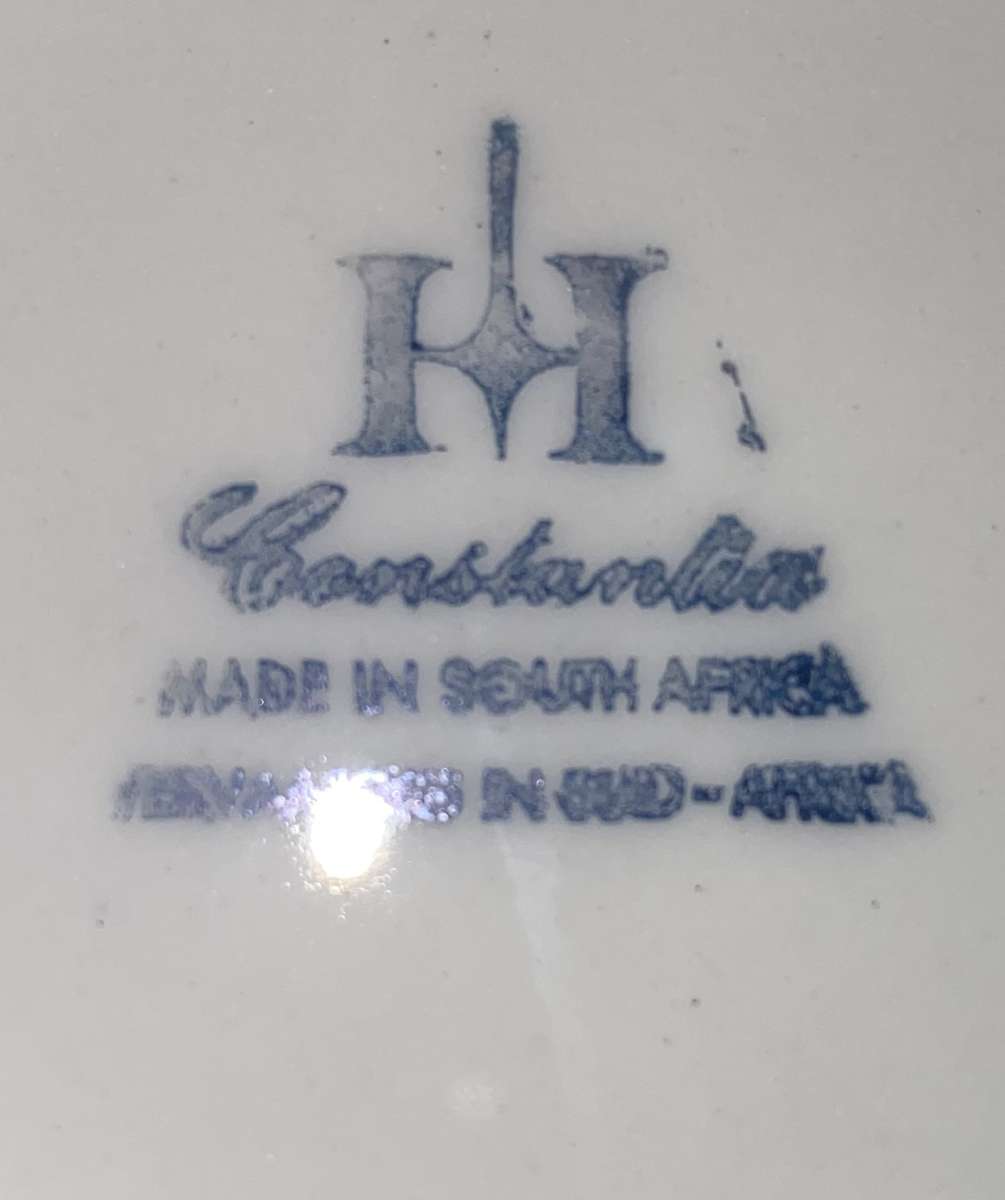 H
Constantia
MADE IN SOUTH AFRICA
IN SUID-AFRIKA